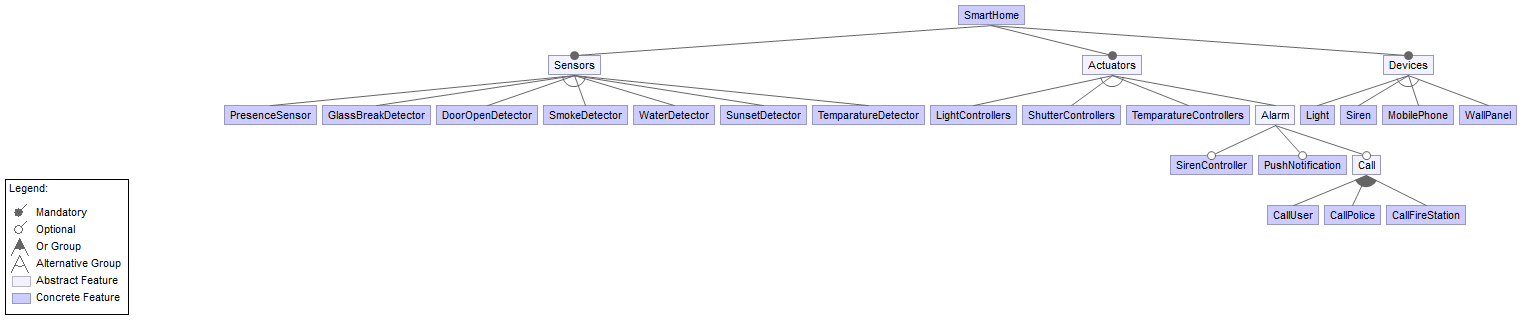 SmartHome
Sensors
Actuators
Devices
PresenceSensor
GlassBreakDetector
DoorOpenDetector
SmokeDetector
WaterDetector
SunsetDetector
TemparatureDetector
LightControllers
ShutterControllers
TemparatureControllers
Alarm
Light
Siren
MobilePhone
WallPanel
SirenController
PushNotification
Call
CallUser
CallPolice
CallFireStation
Legend:
Mandatory
Optional
Or Group
Alternative Group
Abstract Feature
Concrete Feature